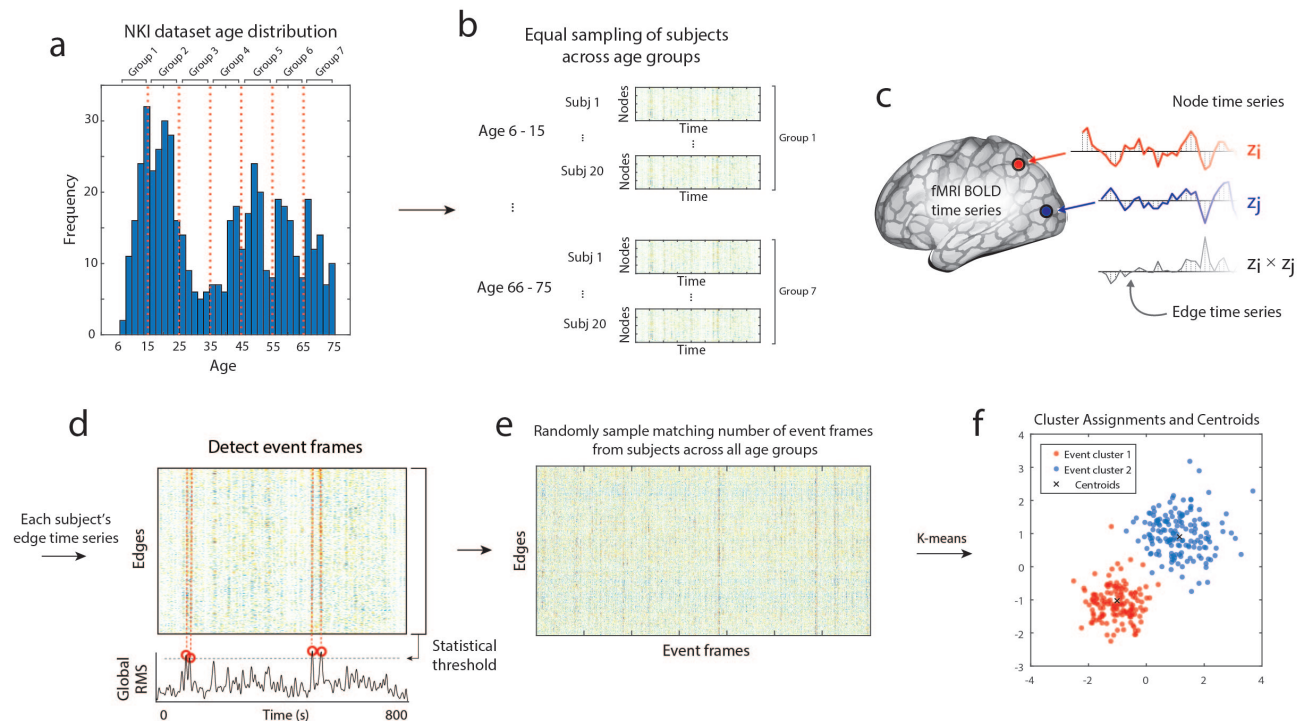 a
NKI dataset age distribution
Group 1
Group 2
Group 3
Group 4
Group 5
Group 6
Group 7
Frequency
30
20
10
0
6
15
25
35
45
55
65
75
Age
b
Equal sampling of subjects
across age groups
Age 6 - 15
Subj 1
Nodes
Time
...
...
Subj 20
Nodes
Time
Group 1
...
Age 66 - 75
Subj 1
Nodes
Time
...
...
Subj 20
Nodes
Time
Group 7
c
Node time series
fMRI BOLD
time series
zi
zj
zi × zj
Edge time series
Each subject's
edge time series
d
Detect event frames
Edges
Statistical
threshold
Global
RMS
0
Time (s)
800
e
Randomly sample matching number of event frames
from subjects across all age groups
Edges
Event frames
K-means
f
Cluster Assignments and Centroids
Event cluster 1
Event cluster 2
Centroids
4
3
2
1
0
-1
-2
-3
-4
-2
0
2
4